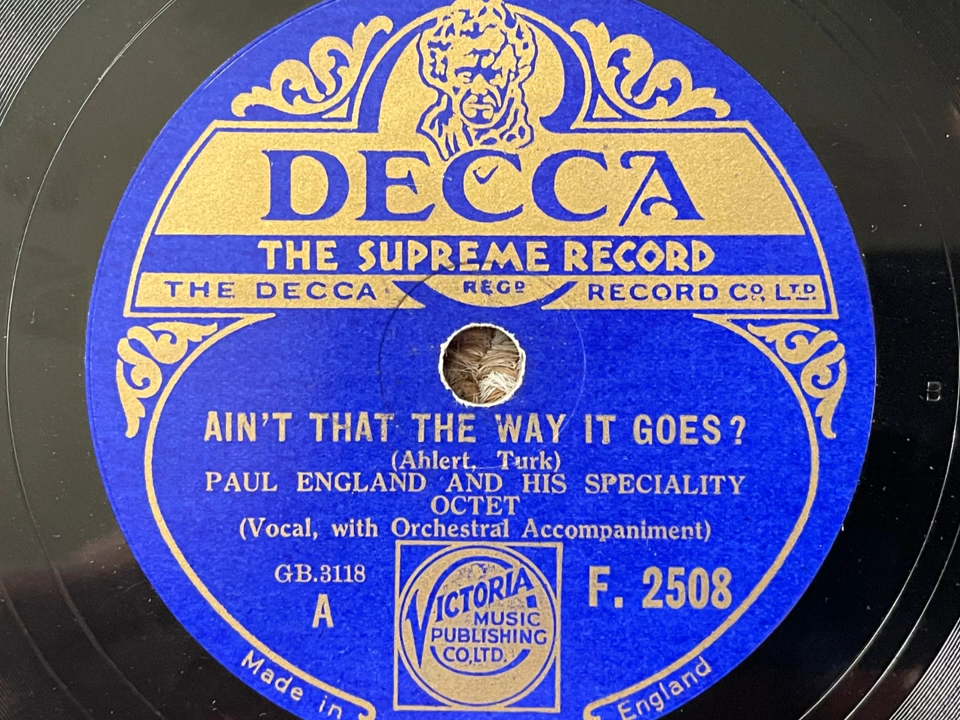 DECCA
THE SUPREME RECORD
THE DECCA REGD RECORD CO. LTD.
AIN'T THAT THE WAY IT GOES?
(Ahlert, Turk)
PAUL ENGLAND AND HIS SPECIALITY
OCTET
(Vocal, with Orchestral Accompaniment)
GB.3118
A
VICTORIA
MUSIC
PUBLISHING
CO,LTD.
F. 2508
Made in England
B